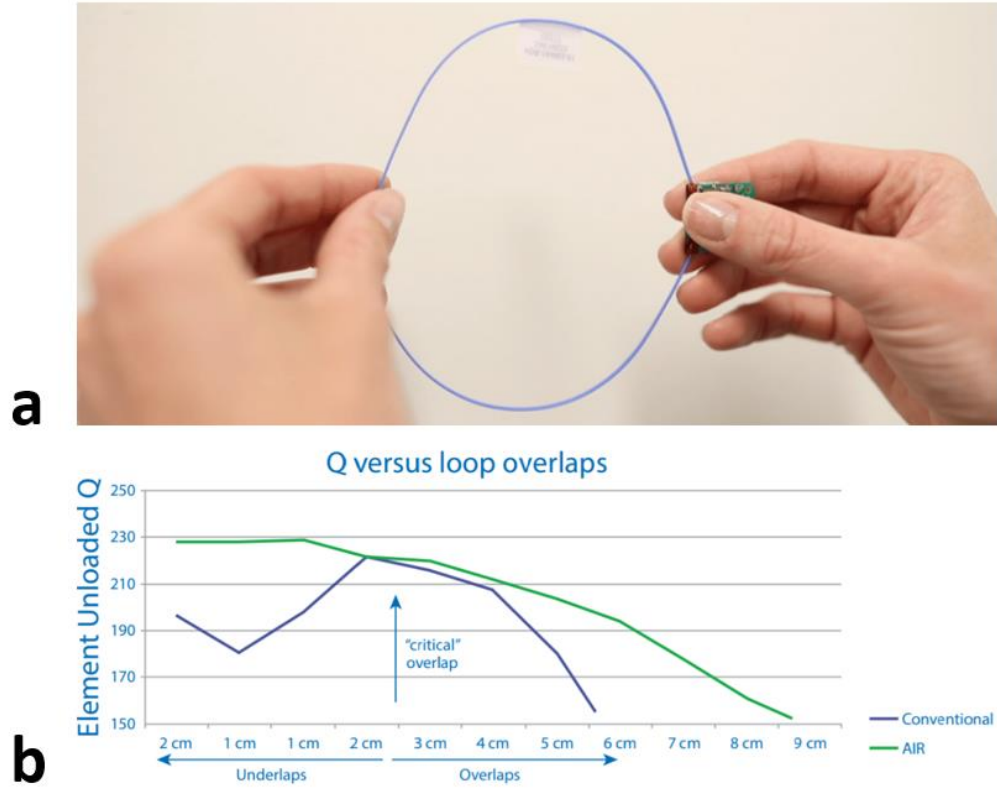 a
Q versus loop overlaps
Element Unloaded Q
250
230
210
190
170
150
"critical"
overlap
2 cm 1 cm 1 cm 2 cm 3 cm 4 cm 5 cm 6 cm 7 cm 8 cm 9 cm
Underlaps Overlaps
Conventional
AIR
b